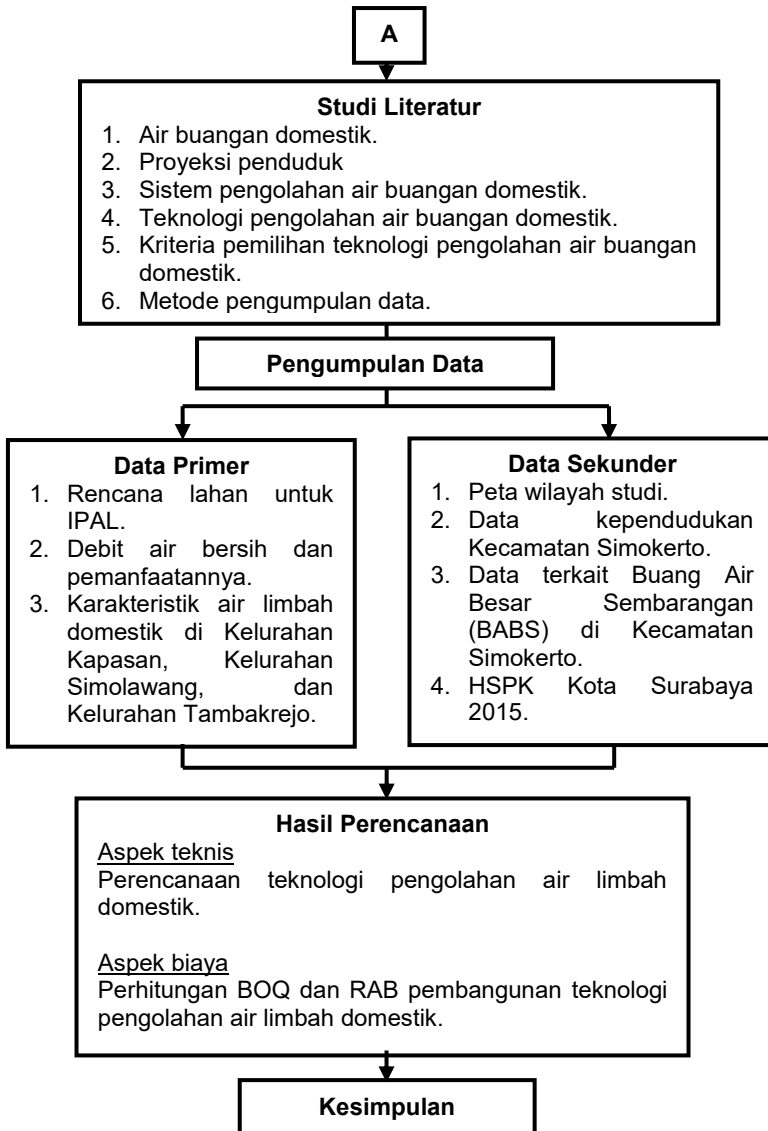 A
Studi Literatur
1. Air buangan domestik.
2. Proyeksi penduduk
3. Sistem pengolahan air buangan domestik.
4. Teknologi pengolahan air buangan domestik.
5. Kriteria pemilihan teknologi pengolahan air buangan
domestik.
6. Metode pengumpulan data.
Pengumpulan Data
Data Primer
1. Rencana lahan untuk
IPAL.
2. Debit air bersih dan
pemanfaatannya.
3. Karakteristik air limbah
domestik di Kelurahan
Kapasan, Kelurahan
Simolawang, dan
Kelurahan Tambakrejo.
Data Sekunder
1. Peta wilayah studi.
2. Data kependudukan
Kecamatan Simokerto.
3. Data terkait Buang Air
Besar Sembarangan
(BABS) di Kecamatan
Simokerto.
4. HSPK Kota Surabaya
2015.
Hasil Perencanaan
Aspek teknis
Perencanaan teknologi pengolahan air limbah
domestik.
Aspek biaya
Perhitungan BOQ dan RAB pembangunan teknologi
pengolahan air limbah domestik.
Kesimpulan